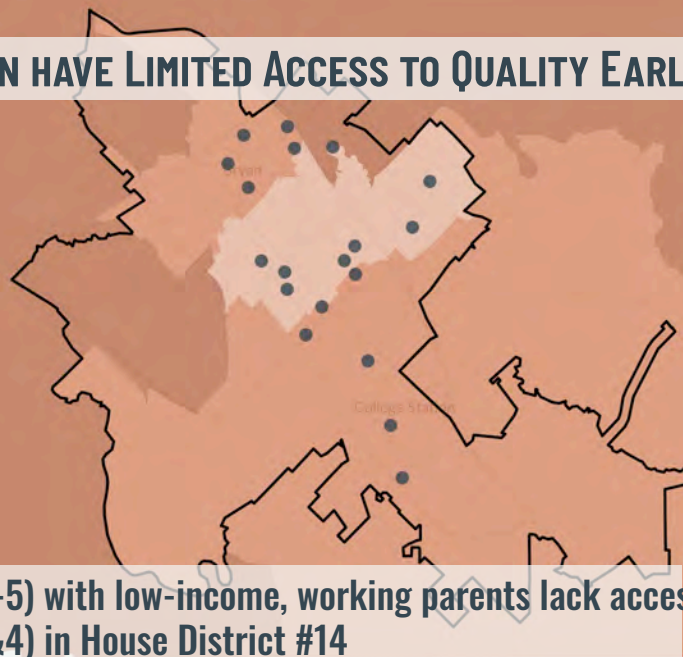 N HAVE LIMITED ACCESS TO QUALITY EARL
Bryan
College Station
-5) with low-income, working parents lack acces
&4) in House District #14